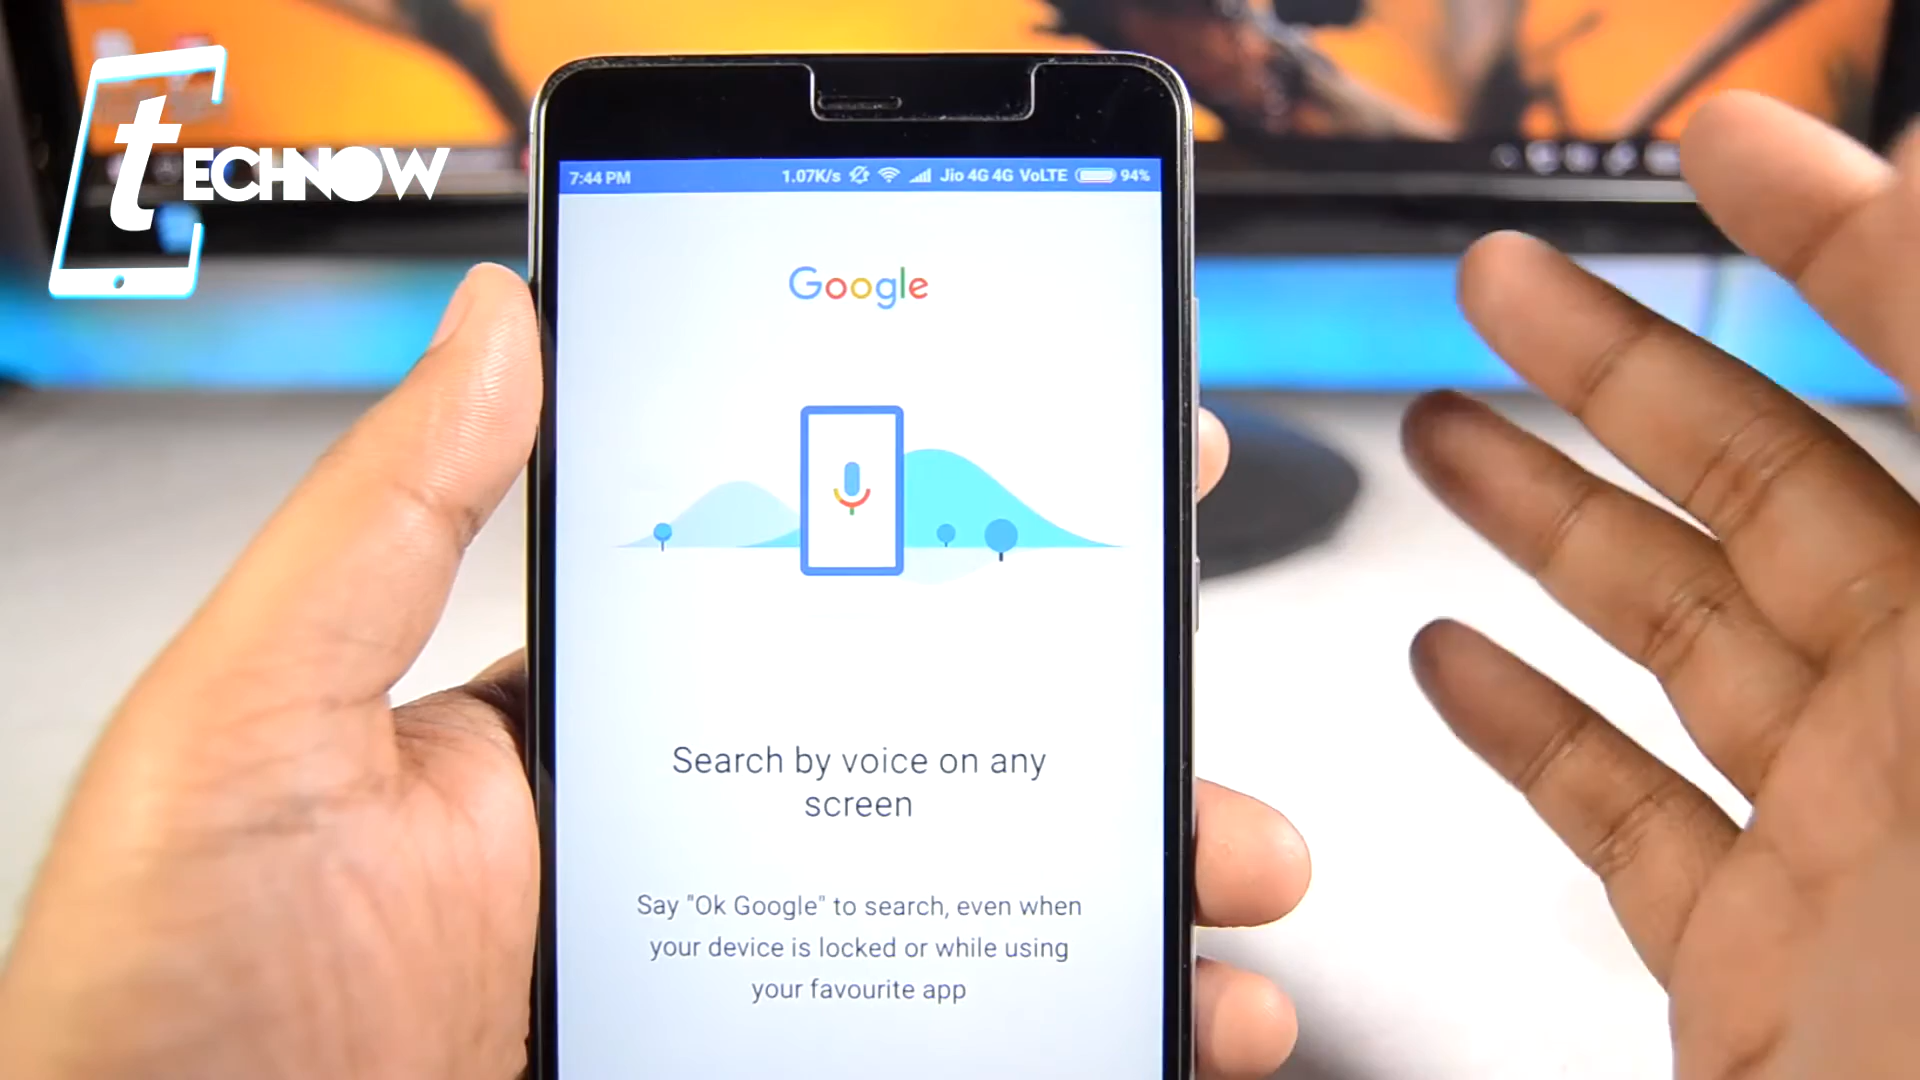 tECHNOW
7:44 PM 1.07K/s Jio 4G 4G VoLTE 94%
Google
Search by voice on any
screen
Say "Ok Google" to search, even when
your device is locked or while using
your favourite app